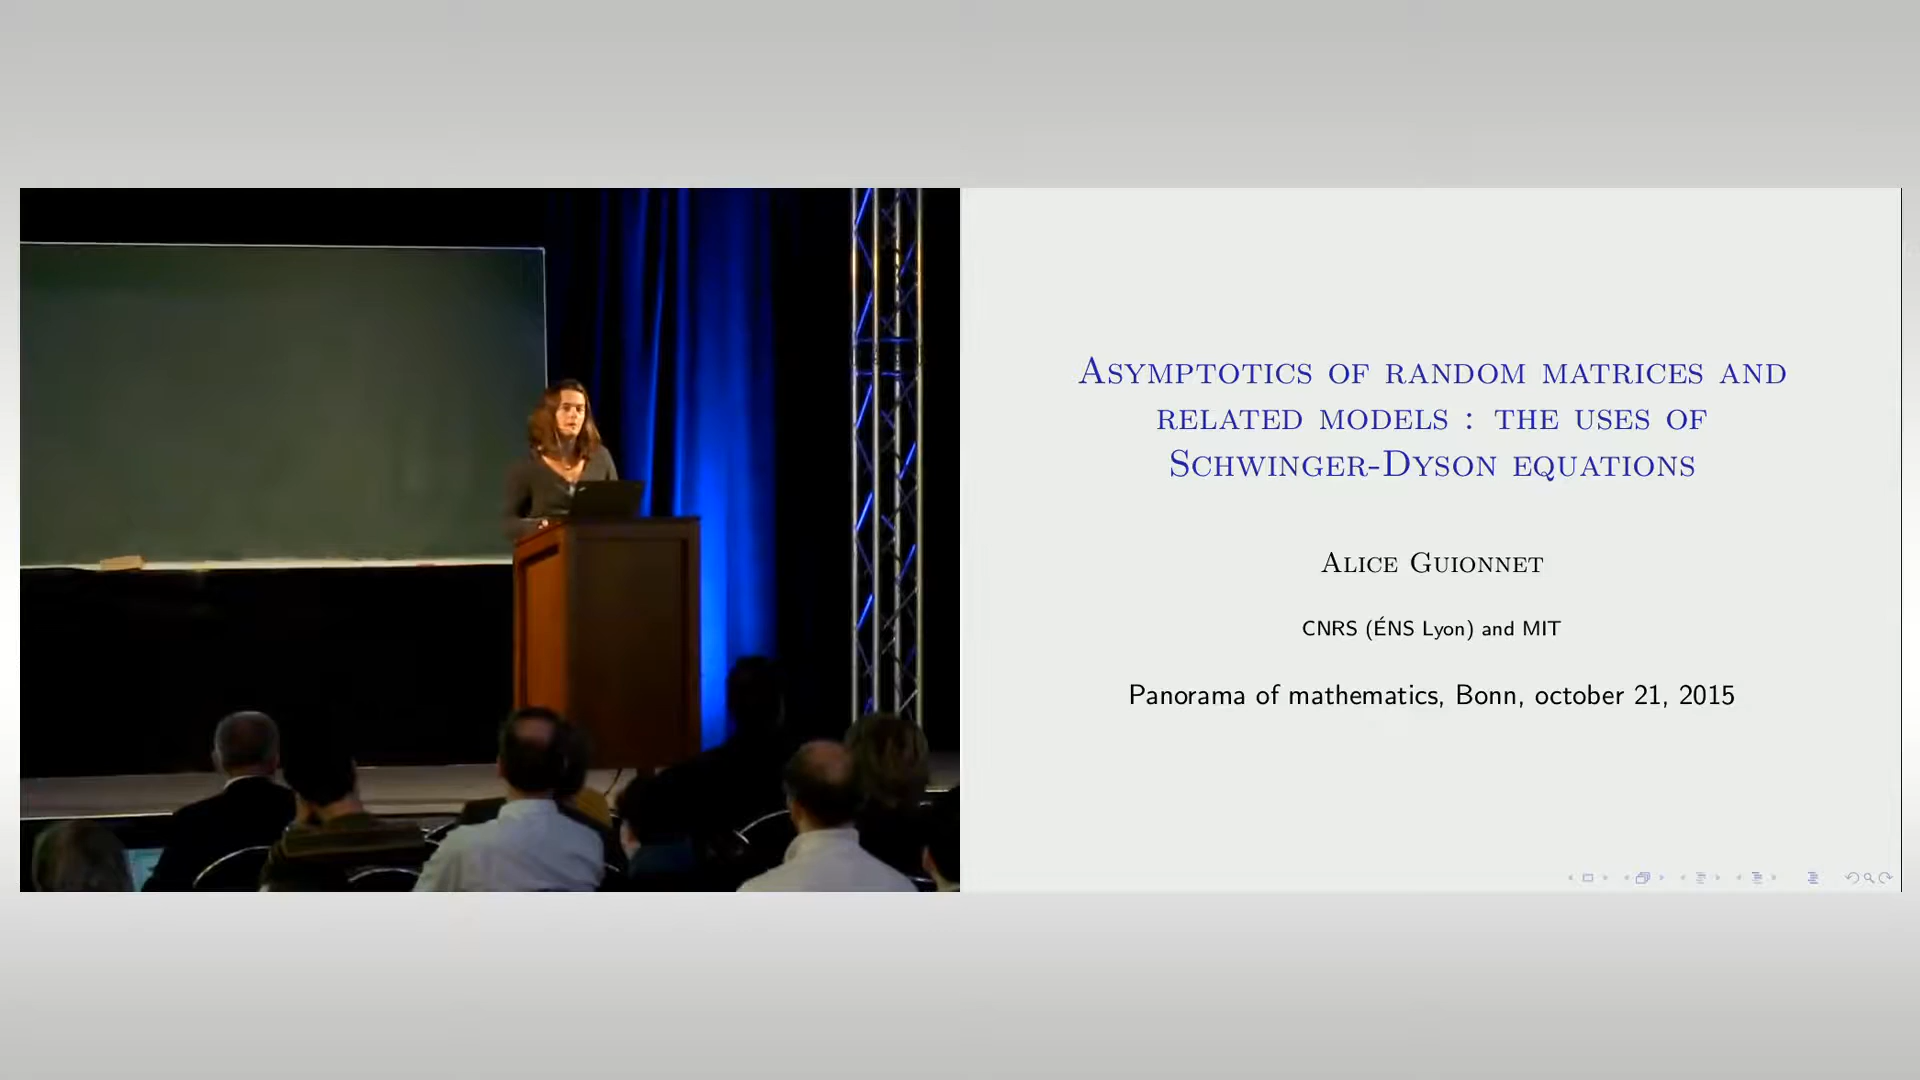 Asymptotics of random matrices and
related models : the uses of
Schwinger-Dyson equations
Alice Guionnet
CNRS (ÉNS Lyon) and MIT
Panorama of mathematics, Bonn, october 21, 2015